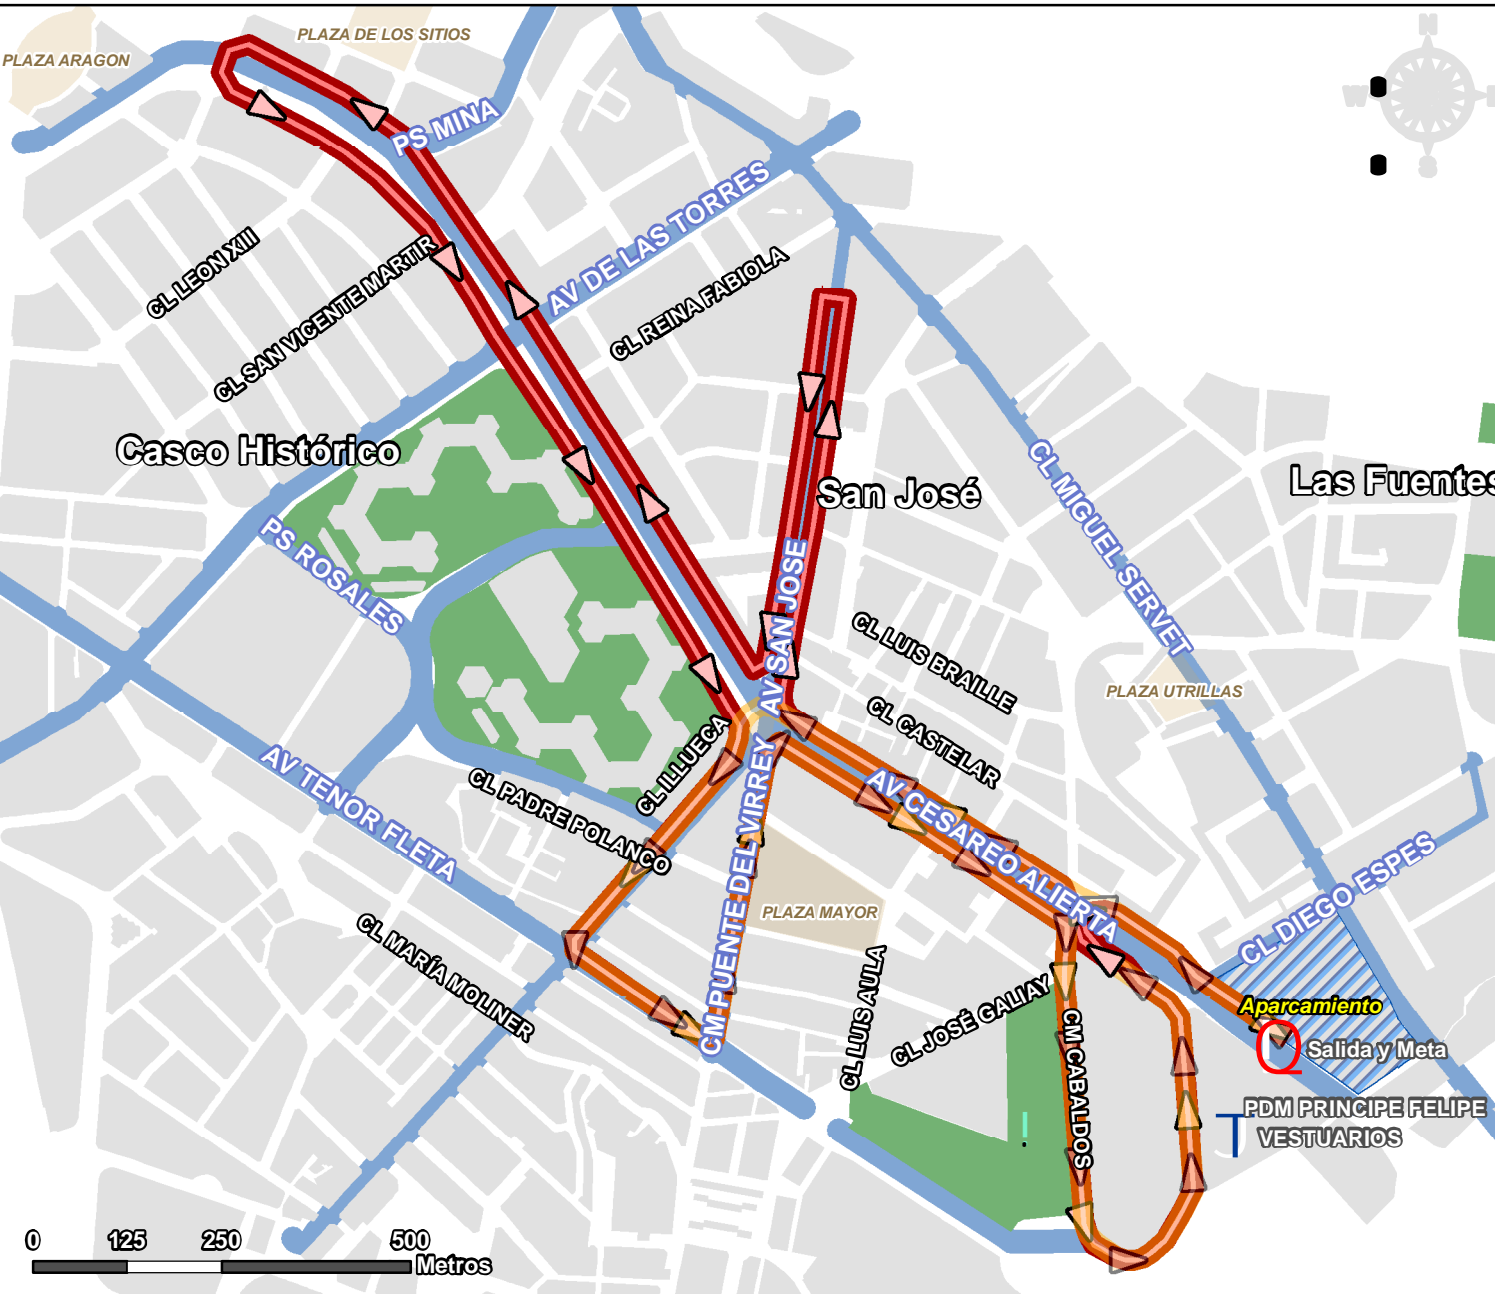 PLAZA DE LOS SITIOS
PLAZA ARAGON
PS MINA
AV DE LAS TORRES
CL LEON XIII
CL SAN VICENTE MARTIR
CL REINA FABIOLA
Casco Histórico
San José
Las Fuentes
CL MIGUEL SERVET
PS ROSALES
AV SAN JOSE
CL LUIS BRAILLE
PLAZA UTRILLAS
CL CASTELAR
CL ILLUECA
AV TENOR FLETA
CL PADRE POLANCO
CM PUENTE DEL VIRREY
AV CESAREO ALIERTA
CL DIEGO ESPES
PLAZA MAYOR
CL MARÍA MOLINER
CL LUIS AULA
CL JOSÉ GALIAY
CM CABALDOS
Aparcamiento
Q Salida y Meta
J PDM PRINCIPE FELIPE
VESTUARIOS
0 125 250 500
Metros